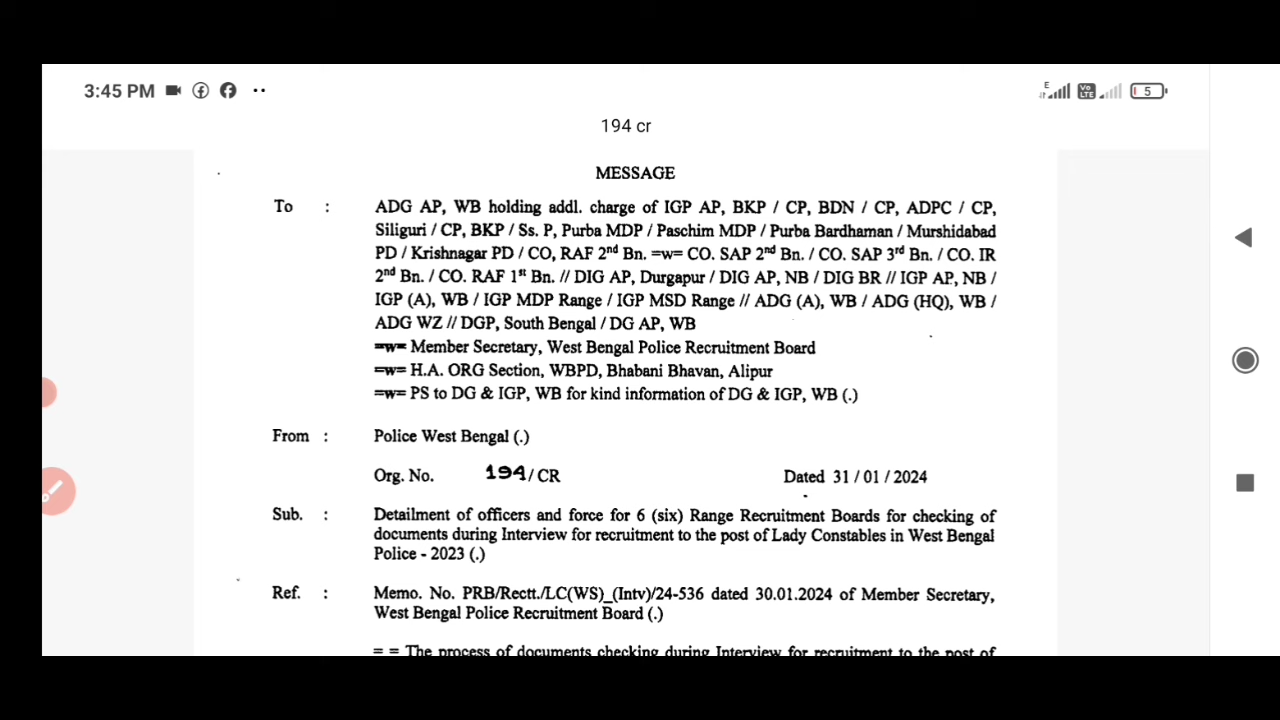 3:45 PM
E
Vo LTE
5
194 cr
MESSAGE
To : ADG AP, WB holding addl. charge of IGP AP, BKP / CP, BDN / CP, ADPC / CP,
Siliguri / CP, BKP / Ss. P, Purba MDP / Paschim MDP / Purba Bardhaman / Murshidabad
PD / Krishnagar PD / CO, RAF 2nd Bn. =w= CO. SAP 2nd Bn. / CO. SAP 3rd Bn. / CO. IR
2nd Bn. / CO. RAF 1st Bn. // DIG AP, Durgapur / DIG AP, NB / DIG BR // IGP AP, NB /
IGP (A), WB / IGP MDP Range / IGP MSD Range // ADG (A), WB / ADG (HQ), WB /
ADG WZ // DGP, South Bengal / DG AP, WB
=w= Member Secretary, West Bengal Police Recruitment Board
=w= H.A. ORG Section, WBPD, Bhabani Bhavan, Alipur
=w= PS to DG & IGP, WB for kind information of DG & IGP, WB (.)
From : Police West Bengal (.)
Org. No. 194/ CR Dated 31 / 01 / 2024
Sub. : Detailment of officers and force for 6 (six) Range Recruitment Boards for checking of
documents during Interview for recruitment to the post of Lady Constables in West Bengal
Police - 2023 (.)
Ref. : Memo. No. PRB/Rectt./LC(WS)_(Intv)/24-536 dated 30.01.2024 of Member Secretary,
West Bengal Police Recruitment Board (.)
= = The process of documents checking during Interview for recruitment to the post of